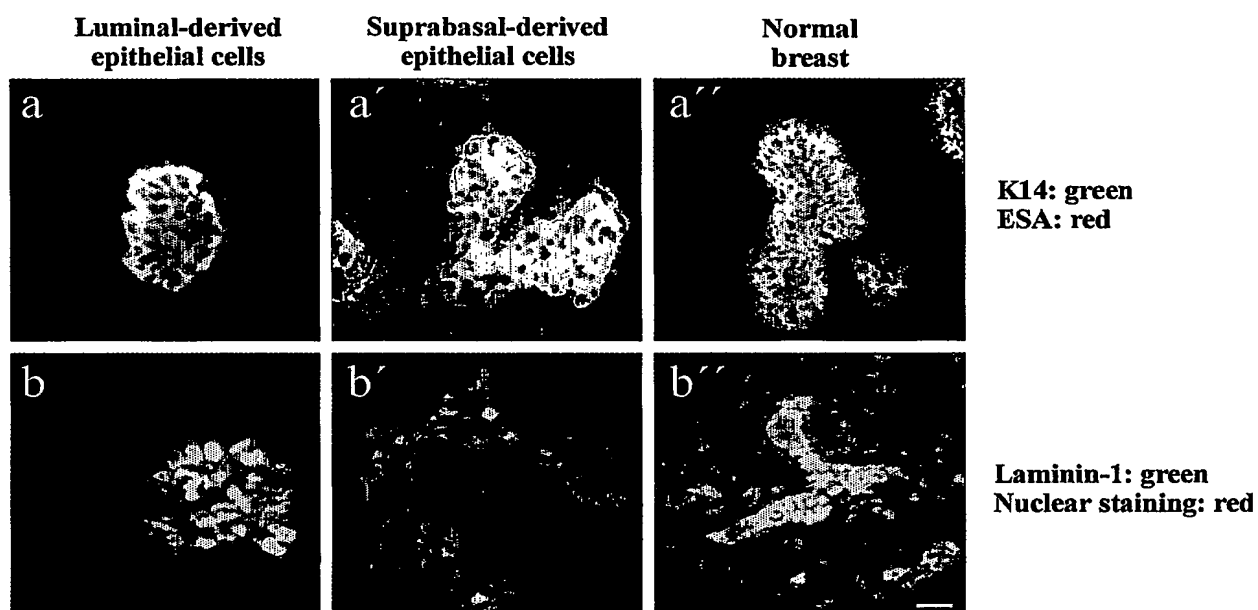 Luminal-derived
epithelial cells
Suprabasal-derived
epithelial cells
Normal
breast
a
a´
a´´
K14: green
ESA: red
b
b´
b´´
Laminin-1: green
Nuclear staining: red